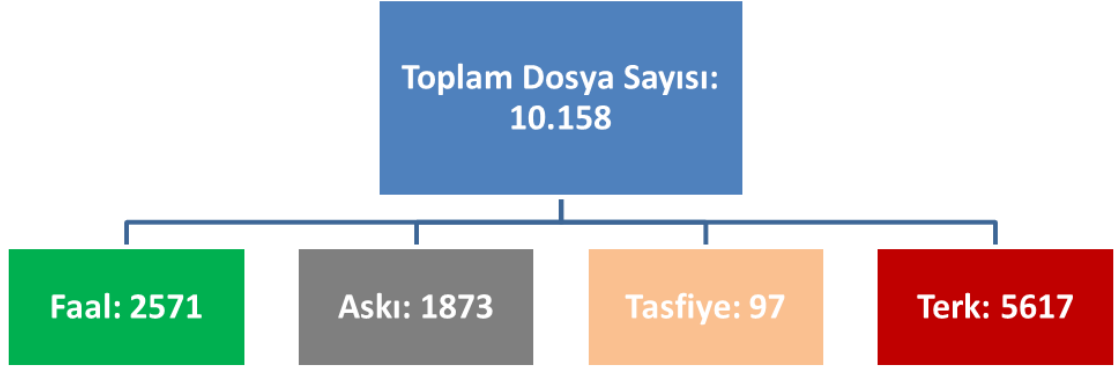 Toplam Dosya Sayısı:
10.158
Faal: 2571
Askı: 1873
Tasfiye: 97
Terk: 5617